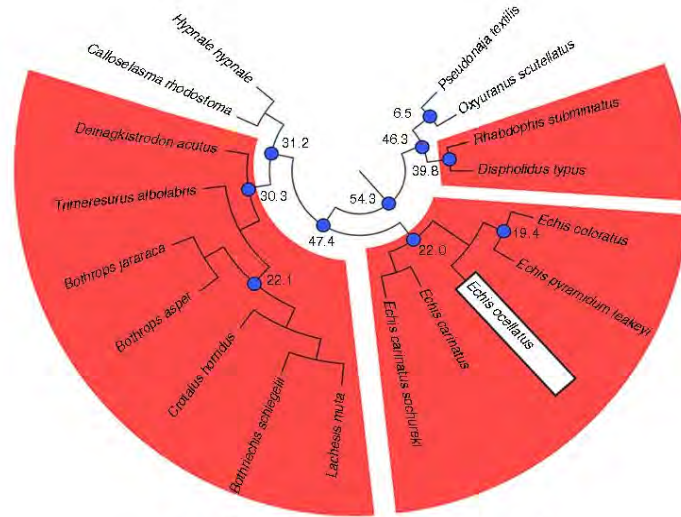 Hypnale hypnale
Calloselasma rhodostoma
Deinagkistrodon acutus
Trimeresurus albolabris
Bothrops jararaca
Bothrops asper
Crotalus horridus
Bothriechis schlegelii
Lachesis muta
Pseudonaja textilis
Oxyuranus scutellatus
Rhabdophis subminiatus
Dispholidus typus
Echis coloratus
Echis pyramidum leakeyi
Echis ocellatus
Echis carinatus
Echis carinatus sochureki
6.5
46.3
39.8
31.2
30.3
54.3
47.4
22.0
19.4
22.1